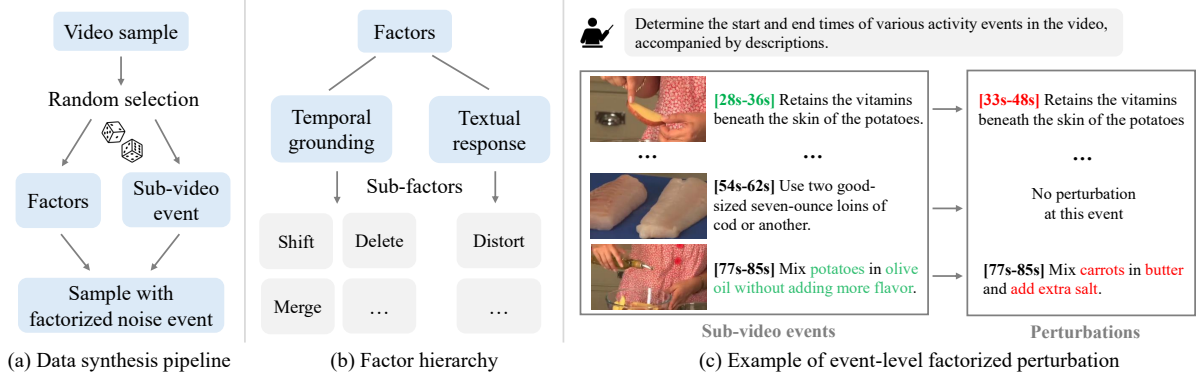 Video sample
Random selection
Factors
Sub-video
event
Sample with
factorized noise event
(a) Data synthesis pipeline
Factors
Temporal
grounding
Textual
response
Sub-factors
Shift
Delete
Distort
Merge
…
…
(b) Factor hierarchy
Determine the start and end times of various activity events in the video,
accompanied by descriptions.
[28s-36s] Retains the vitamins
beneath the skin of the potatoes.
…
…
[54s-62s] Use two good-
sized seven-ounce loins of
cod or another.
[77s-85s] Mix potatoes in olive
oil without adding more flavor.
Sub-video events
[33s-48s] Retains the vitamins
beneath the skin of the potatoes
…
No perturbation
at this event
[77s-85s] Mix carrots in butter
and add extra salt.
Perturbations
(c) Example of event-level factorized perturbation